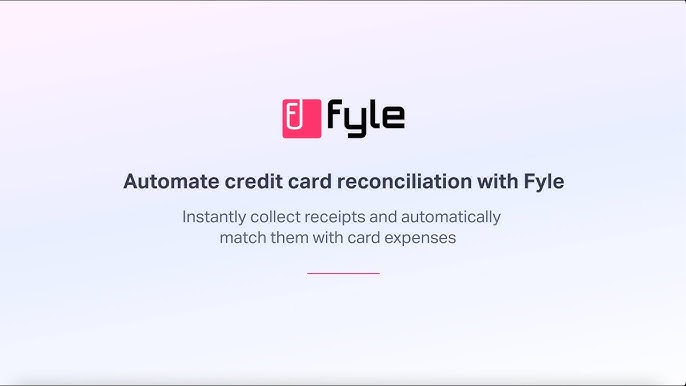 fyle
Automate credit card reconciliation with Fyle
Instantly collect receipts and automatically
match them with card expenses